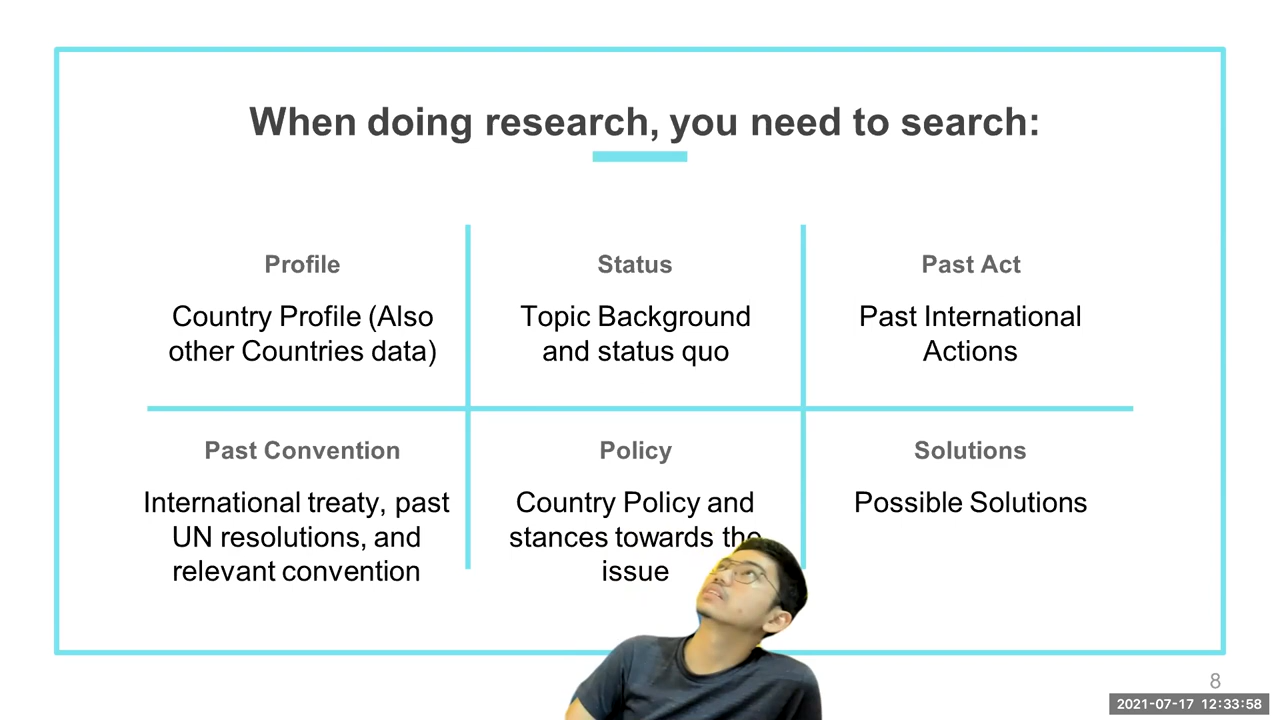 When doing research, you need to search:
Profile
Country Profile (Also
other Countries data)
Status
Topic Background
and status quo
Past Act
Past International
Actions
Past Convention
International treaty, past
UN resolutions, and
relevant convention
Policy
Country Policy and
stances towards the
issue
Solutions
Possible Solutions
8
2021-07-17 12:33:58